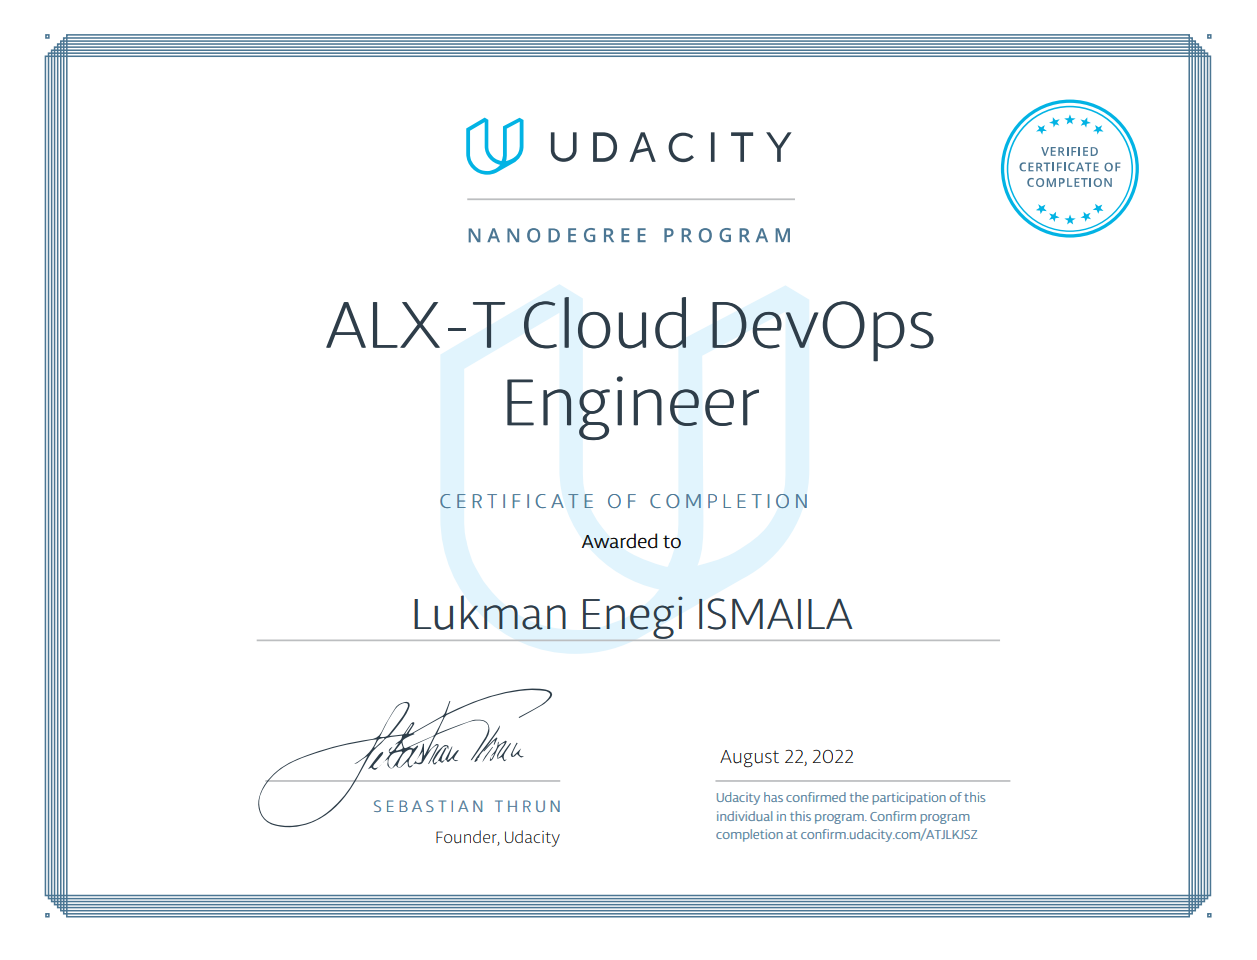 UDACITY
NANODEGREE PROGRAM
VERIFIED
CERTIFICATE OF
COMPLETION
ALX-T Cloud DevOps
Engineer
CERTIFICATE OF COMPLETION
Awarded to
Lukman Enegi ISMAILA
Sebastian Thrun
SEBASTIAN THRUN
Founder, Udacity
August 22, 2022
Udacity has confirmed the participation of this
individual in this program. Confirm program
completion at confirm.udacity.com/ATJLKJSZ